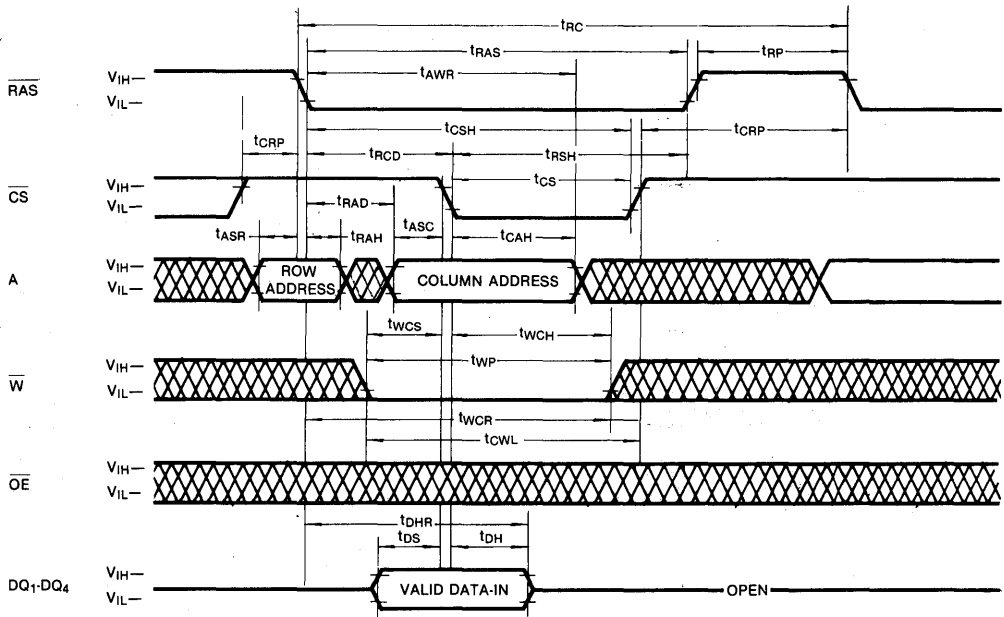 tRC
tRAS tRP
tAWR
RAS VIH—
VIL—
tCSH tCRP
tCRP tRCD tRSH
CS VIH— tCS
VIL— tRAD
tASR tRAH tASC tCAH
A VIH— ROW ADDRESS COLUMN ADDRESS
VIL—
tWCS tWCH
W VIH— tWP
VIL—
tWCR
tCWL
OE VIH—
VIL—
tDHR
tDS tDH
DQ1-DQ4 VIH— VALID DATA-IN OPEN
VIL—